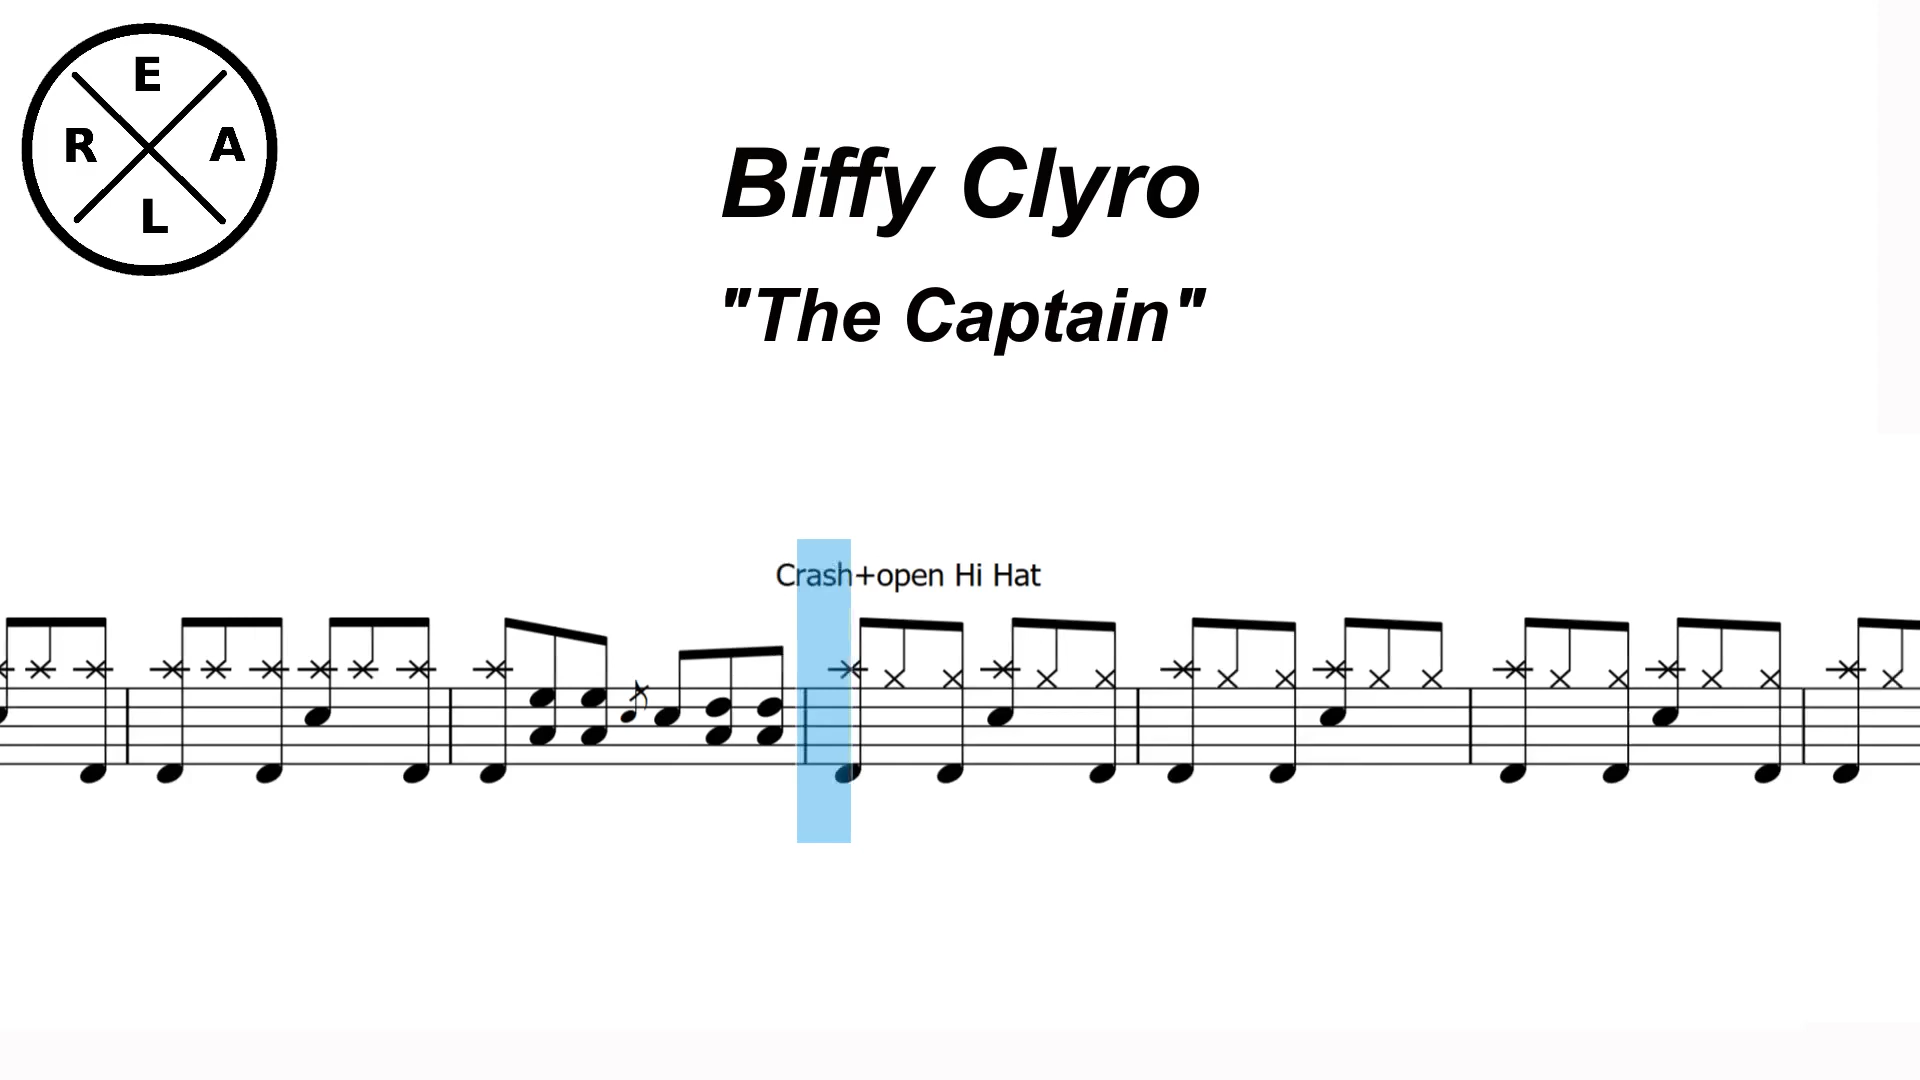 E
R A
L
Biffy Clyro
"The Captain"
Crash+open Hi Hat